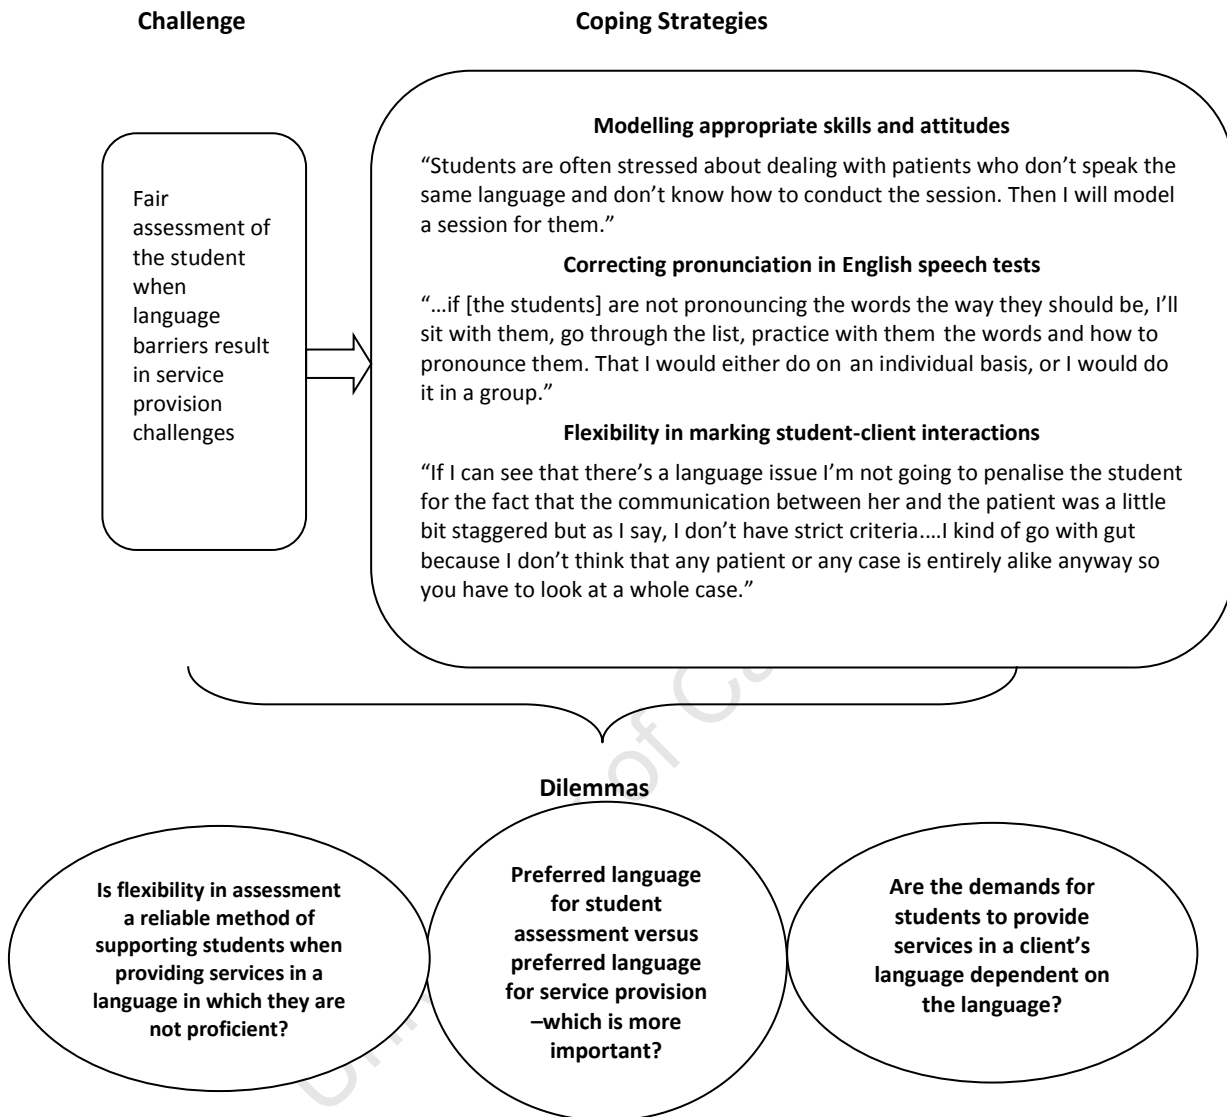 Challenge
Coping Strategies
Fair
assessment of
the student
when
language
barriers result
in service
provision
challenges
Modelling appropriate skills and attitudes
“Students are often stressed about dealing with patients who don’t speak the
same language and don’t know how to conduct the session. Then I will model
a session for them.”
Correcting pronunciation in English speech tests
“…if [the students] are not pronouncing the words the way they should be, I’ll
sit with them, go through the list, practice with them the words and how to
pronounce them. That I would either do on an individual basis, or I would do
it in a group.”
Flexibility in marking student-client interactions
“If I can see that there’s a language issue I’m not going to penalise the student
for the fact that the communication between her and the patient was a little
bit staggered but as I say, I don’t have strict criteria....I kind of go with gut
because I don’t think that any patient or any case is entirely alike anyway so
you have to look at a whole case.”
Dilemmas
Is flexibility in assessment
a reliable method of
supporting students when
providing services in a
language in which they are
not proficient?
Preferred language
for student
assessment versus
preferred language
for service provision
–which is more
important?
Are the demands for
students to provide
services in a client’s
language dependent on
the language?
of